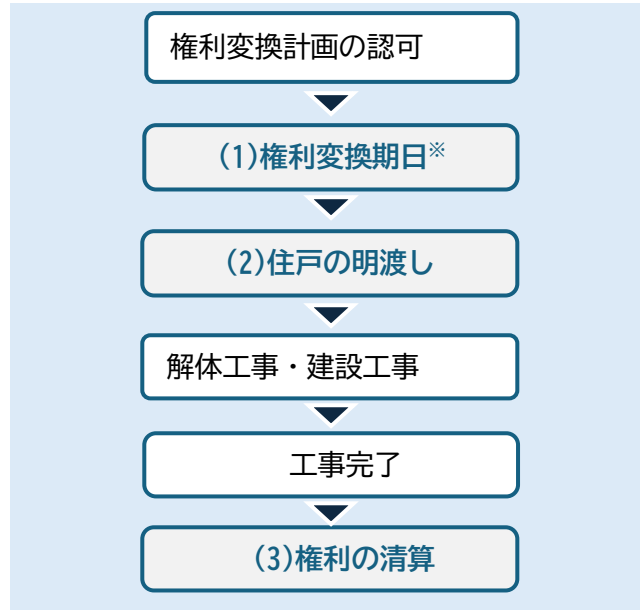 権利変換計画の認可
(1)権利変換期日※
(2)住戸の明渡し
解体工事・建設工事
工事完了
(3)権利の清算